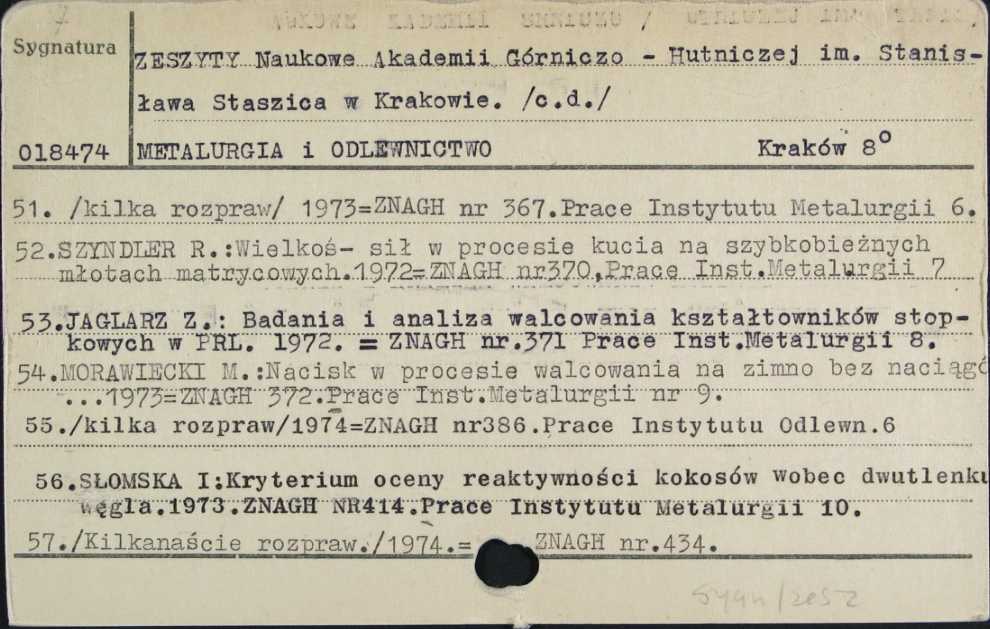 Sygnatura
ZESZYTY Naukowe Akademii Górniczo - Hutniczej im. Stanis-
ława Staszica w Krakowie. /c.d./
018474 METALURGIA i ODLEWNICTWO Kraków 8°
51. /kilka rozpraw/ 1973=ZNAGH nr 367.Prace Instytutu Metalurgii 6.
52.SZYNDLER R.:Wielkoś- sił w procesie kucia na szybkobieżnych
młotach matrycowych.1972=ZNAGH nr370,Prace Inst.Metalurgii 7
53.JAGLARZ Z.: Badania i analiza walcowania kształtowników stop-
kowych w PRL. 1972. = ZNAGH nr.371 Prace Inst.Metalurgii 8.
54.MORAWIECKI M.:Nacisk w procesie walcowania na zimno bez naciągó
...1973=ZNAGH 372.Prace Inst.Metalurgii nr 9.
55./kilka rozpraw/1974=ZNAGH nr386.Prace Instytutu Odlewn.6
56.SŁOMSKA I:Kryterium oceny reaktywności kokosów wobec dwutlenku
węgla.1973.ZNAGH NR414.Prace Instytutu Metalurgii 10.
57./Kilkanaście rozpraw./1974.= ZNAGH nr.434.